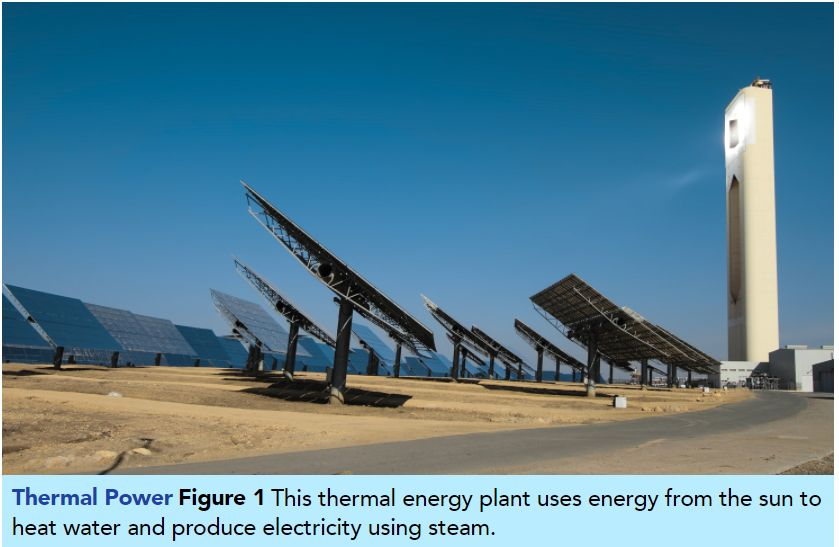 Thermal Power Figure 1 This thermal energy plant uses energy from the sun to
heat water and produce electricity using steam.